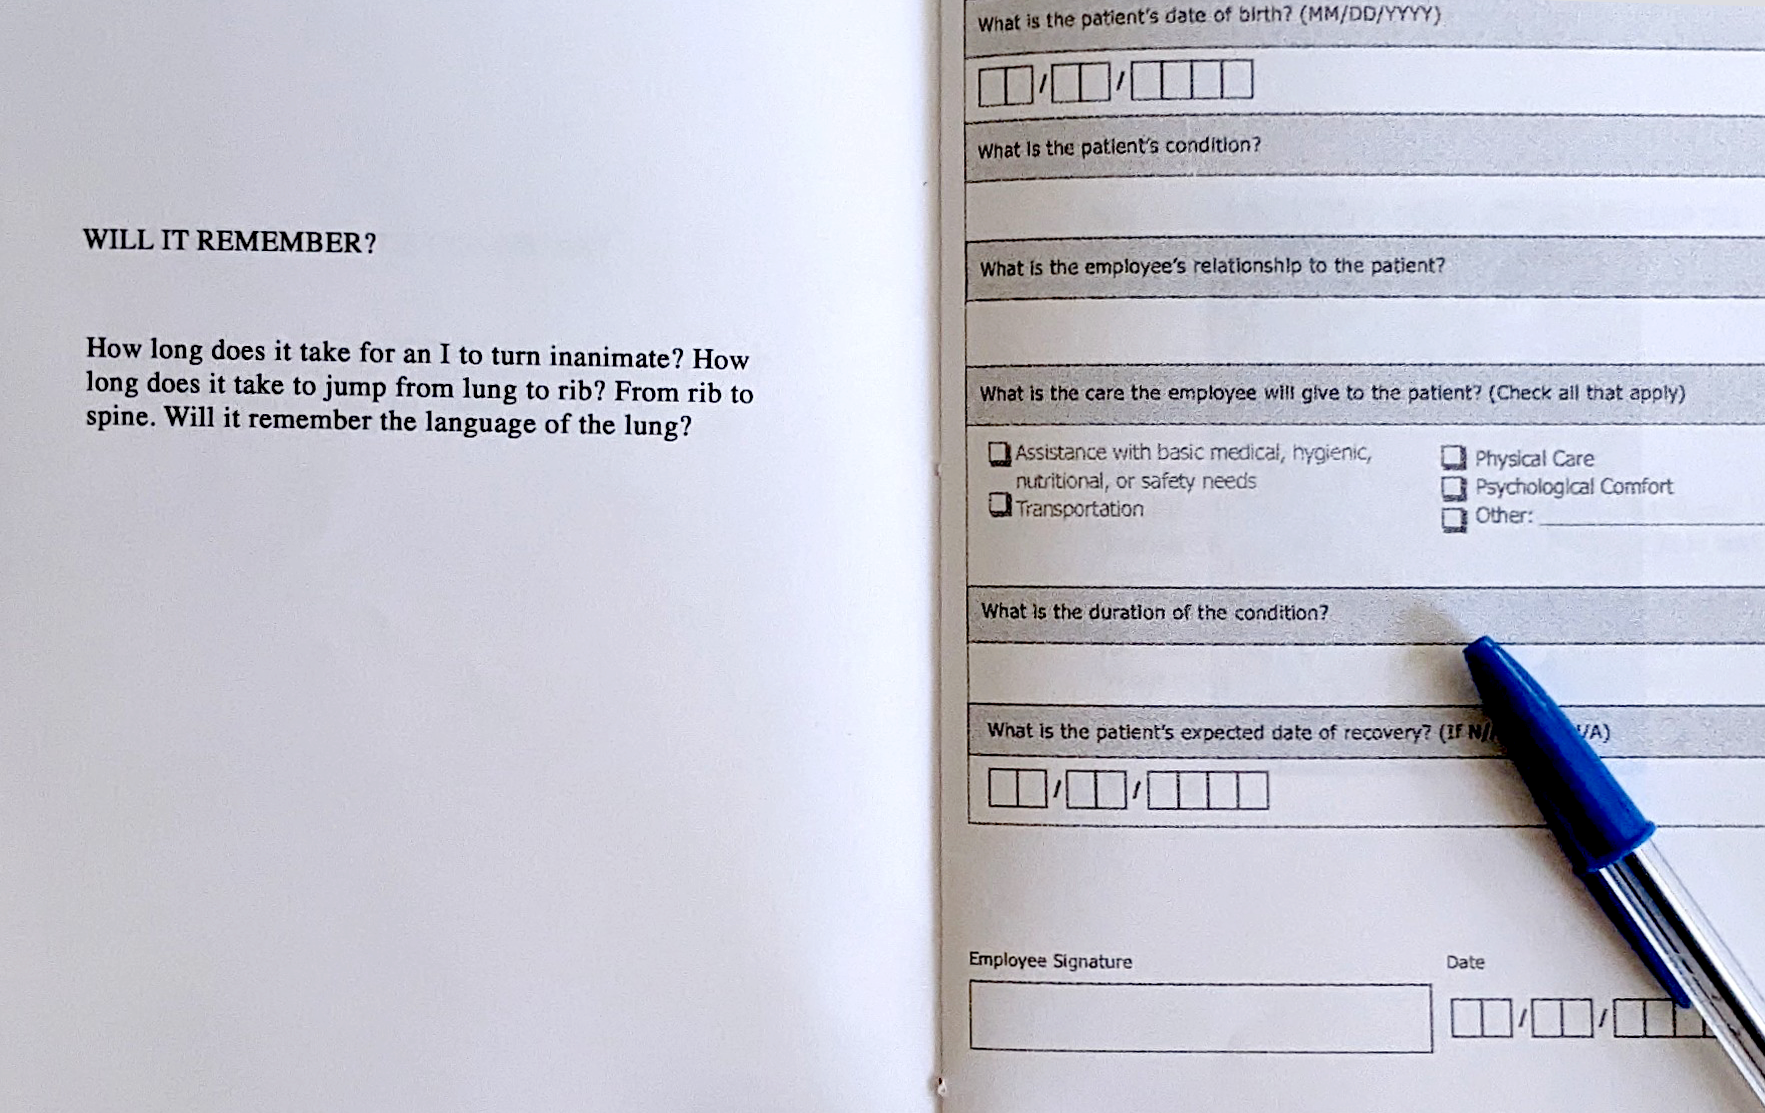 WILL IT REMEMBER?
How long does it take for an I to turn inanimate? How
long does it take to jump from lung to rib? From rib to
spine. Will it remember the language of the lung?
What is the patient's date of birth? (MM/DD/YYYY)
/ /
What is the patient's condition?
What is the employee's relationship to the patient?
What is the care the employee will give to the patient? (Check all that apply)
Assistance with basic medical, hygienic,
nutritional, or safety needs
Transportation
Physical Care
Psychological Comfort
Other:
What is the duration of the condition?
What is the patient's expected date of recovery? (If
/ /
Employee Signature
Date
/ /